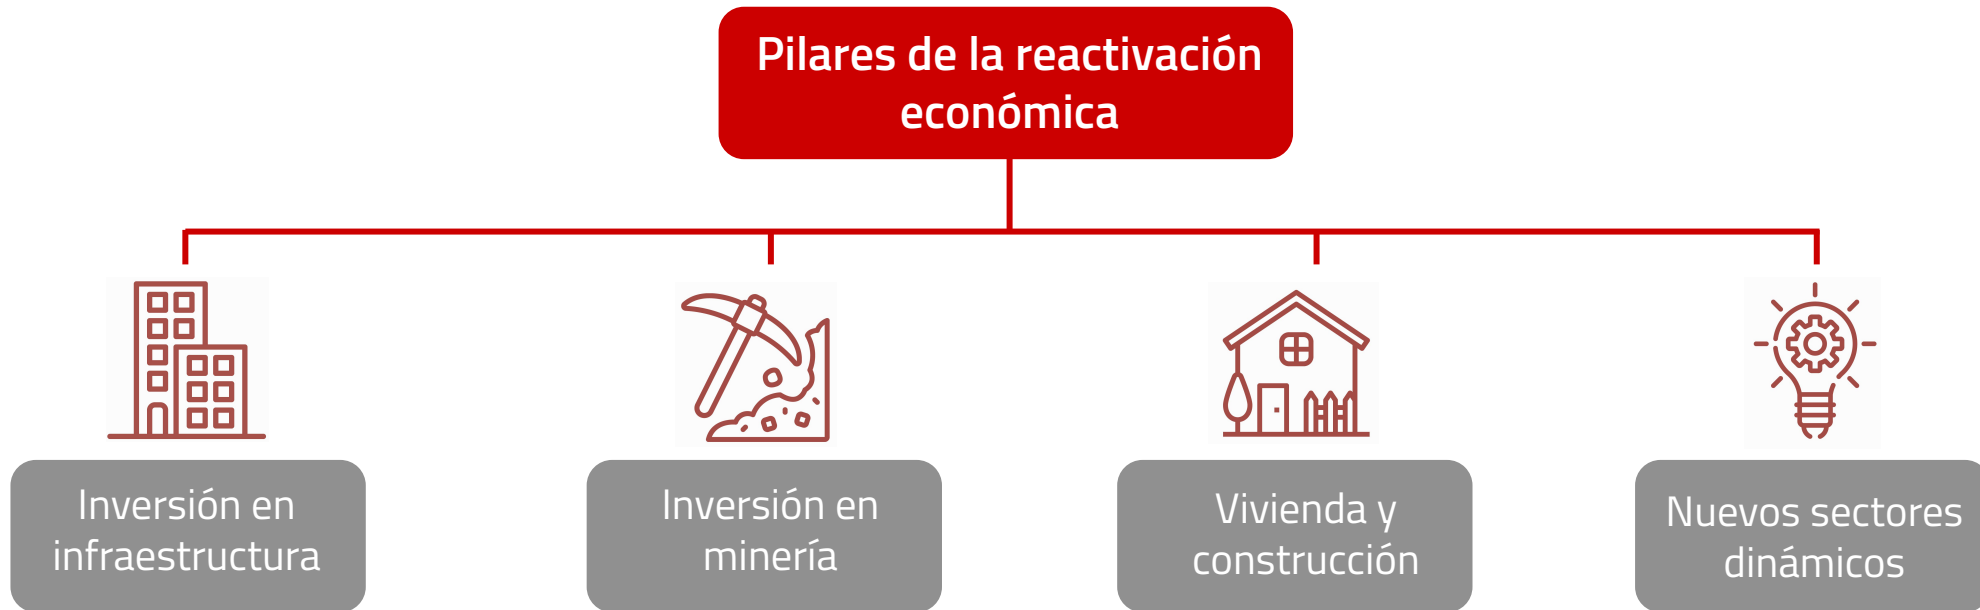 Pilares de la reactivación
económica
Inversión en
infraestructura
Inversión en
minería
Vivienda y
construcción
Nuevos sectores
dinámicos